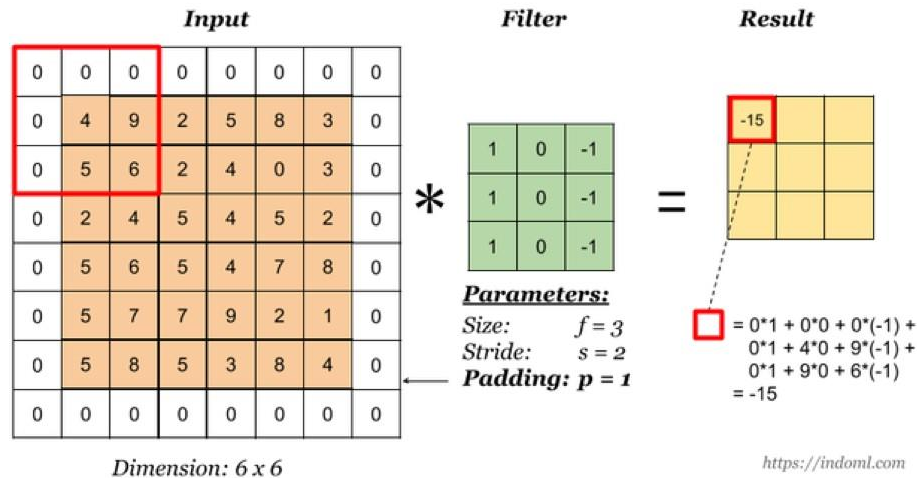 Input Filter Result
0 0 0 0 0 0 0 0
0 4 9 2 5 8 3 0
0 5 6 2 4 0 3 0
0 2 4 5 4 5 2 0
0 5 6 5 4 7 8 0
0 5 7 7 9 2 1 0
0 5 8 5 3 8 4 0
0 0 0 0 0 0 0 0
Dimension: 6 x 6
*
1 0 -1
1 0 -1
1 0 -1
Parameters:
Size: f = 3
Stride: s = 2
Padding: p = 1
=
-15
= 0*1 + 0*0 + 0*(-1) +
0*1 + 4*0 + 9*(-1) +
0*1 + 9*0 + 6*(-1)
= -15
https://indoml.com